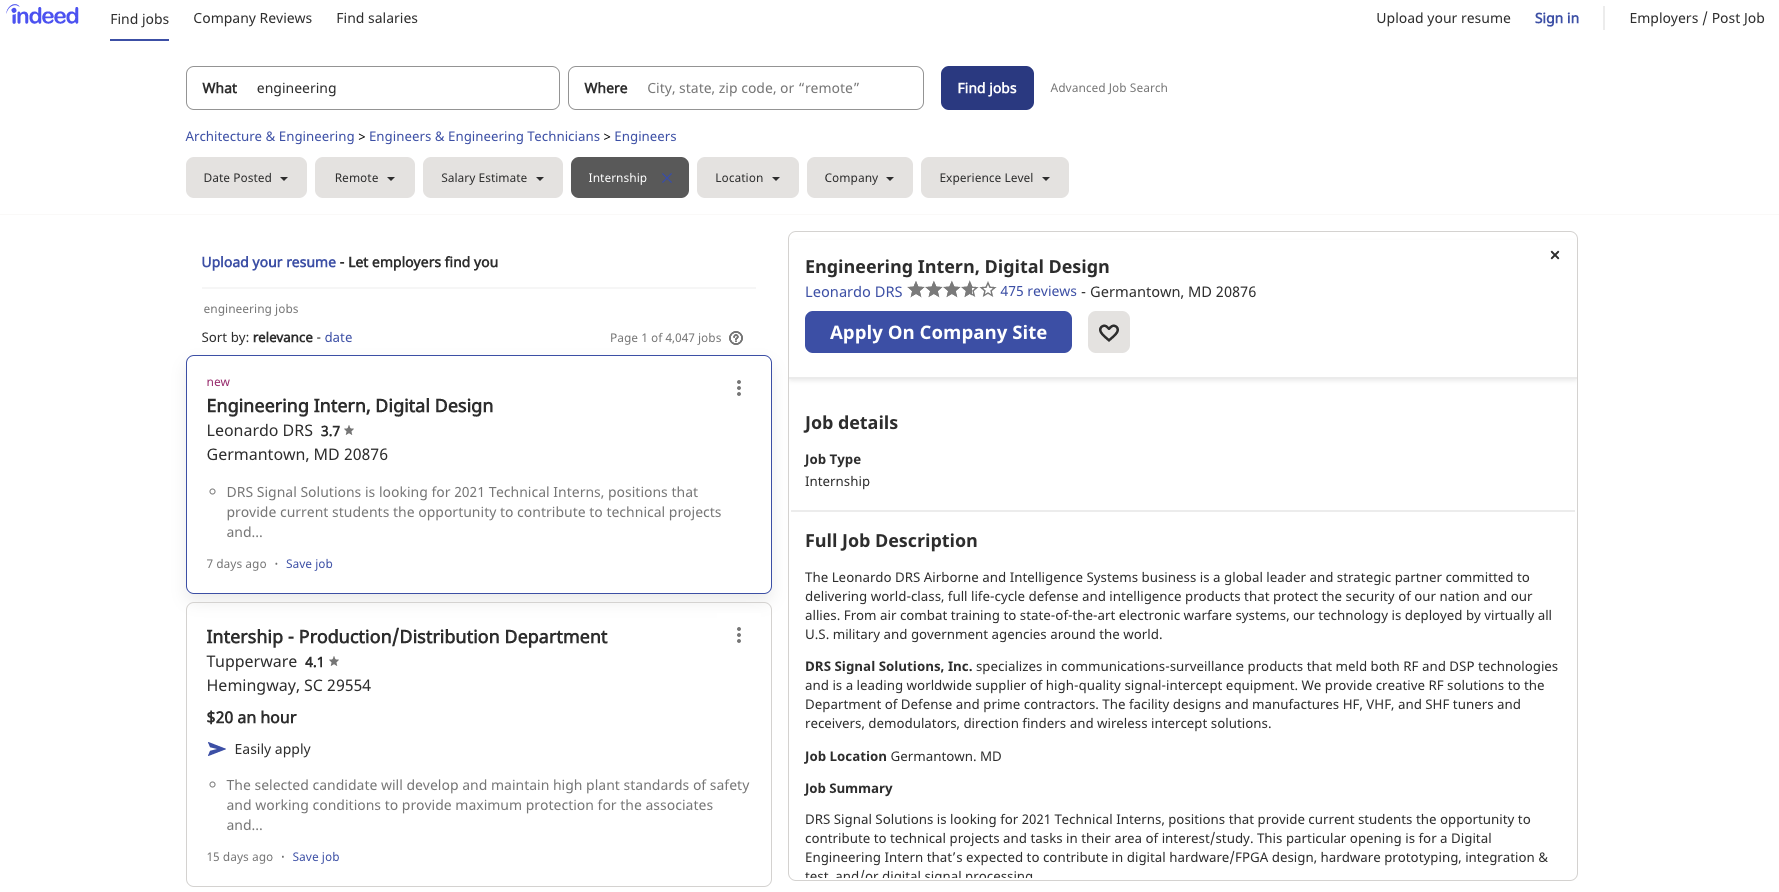 indeed
Find jobs
Company Reviews
Find salaries
Upload your resume
Sign in
Employers / Post Job
What engineering
Where City, state, zip code, or “remote”
Find jobs
Advanced Job Search
Architecture & Engineering > Engineers & Engineering Technicians > Engineers
Date Posted
Remote
Salary Estimate
Internship
Location
Company
Experience Level
Upload your resume - Let employers find you
engineering jobs
Sort by: relevance - date
Page 1 of 4,047 jobs
new
Engineering Intern, Digital Design
Leonardo DRS 3.7
Germantown, MD 20876
DRS Signal Solutions is looking for 2021 Technical Interns, positions that
provide current students the opportunity to contribute to technical projects
and...
7 days ago · Save job
Intership - Production/Distribution Department
Tupperware 4.1
Hemingway, SC 29554
$20 an hour
Easily apply
The selected candidate will develop and maintain high plant standards of safety
and working conditions to provide maximum protection for the associates
and...
15 days ago · Save job
Engineering Intern, Digital Design
Leonardo DRS 475 reviews - Germantown, MD 20876
Apply On Company Site
Job details
Job Type
Internship
Full Job Description
The Leonardo DRS Airborne and Intelligence Systems business is a global leader and strategic partner committed to
delivering world-class, full life-cycle defense and intelligence products that protect the security of our nation and our
allies. From air combat training to state-of-the-art electronic warfare systems, our technology is deployed by virtually all
U.S. military and government agencies around the world.
DRS Signal Solutions, Inc. specializes in communications-surveillance products that meld both RF and DSP technologies
and is a leading worldwide supplier of high-quality signal-intercept equipment. We provide creative RF solutions to the
Department of Defense and prime contractors. The facility designs and manufactures HF, VHF, and SHF tuners and
receivers, demodulators, direction finders and wireless intercept solutions.
Job Location Germantown. MD
Job Summary
DRS Signal Solutions is looking for 2021 Technical Interns, positions that provide current students the opportunity to
contribute to technical projects and tasks in their area of interest/study. This particular opening is for a Digital
Engineering Intern that’s expected to contribute in digital hardware/FPGA design, hardware prototyping, integration &
test, and/or digital signal processing